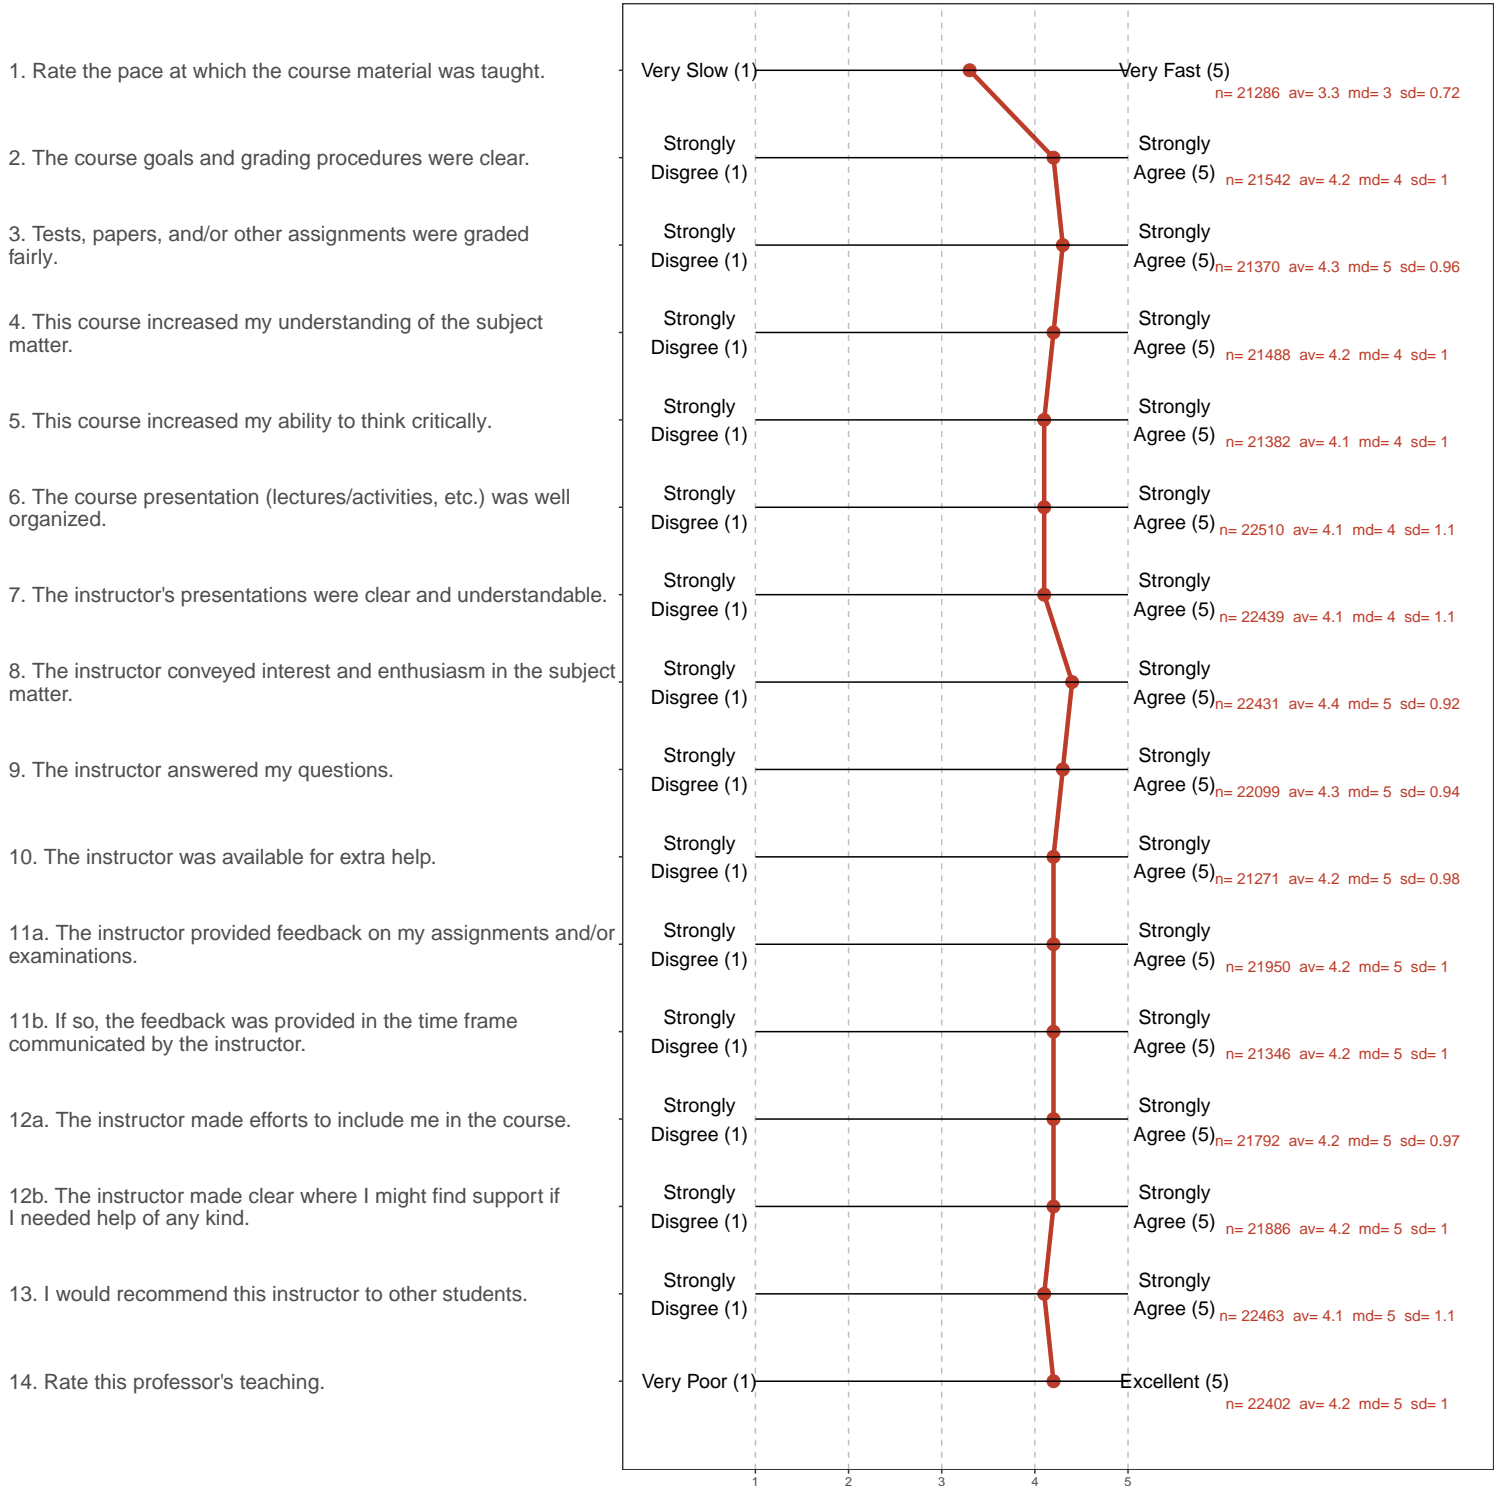 1. Rate the pace at which the course material was taught.
Very Slow (1)
Very Fast (5)
n= 21286 av= 3.3 md= 3 sd= 0.72
2. The course goals and grading procedures were clear.
Strongly
Disgree (1)
Strongly
Agree (5)
n= 21542 av= 4.2 md= 4 sd= 1
3. Tests, papers, and/or other assignments were graded
fairly.
Strongly
Disgree (1)
Strongly
Agree (5)
n= 21370 av= 4.3 md= 5 sd= 0.96
4. This course increased my understanding of the subject
matter.
Strongly
Disgree (1)
Strongly
Agree (5)
n= 21488 av= 4.2 md= 4 sd= 1
5. This course increased my ability to think critically.
Strongly
Disgree (1)
Strongly
Agree (5)
n= 21382 av= 4.1 md= 4 sd= 1
6. The course presentation (lectures/activities, etc.) was well
organized.
Strongly
Disgree (1)
Strongly
Agree (5)
n= 22510 av= 4.1 md= 4 sd= 1.1
7. The instructor's presentations were clear and understandable.
Strongly
Disgree (1)
Strongly
Agree (5)
n= 22439 av= 4.1 md= 4 sd= 1.1
8. The instructor conveyed interest and enthusiasm in the subject
matter.
Strongly
Disgree (1)
Strongly
Agree (5)
n= 22431 av= 4.4 md= 5 sd= 0.92
9. The instructor answered my questions.
Strongly
Disgree (1)
Strongly
Agree (5)
n= 22099 av= 4.3 md= 5 sd= 0.94
10. The instructor was available for extra help.
Strongly
Disgree (1)
Strongly
Agree (5)
n= 21271 av= 4.2 md= 5 sd= 0.98
11a. The instructor provided feedback on my assignments and/or
examinations.
Strongly
Disgree (1)
Strongly
Agree (5)
n= 21950 av= 4.2 md= 5 sd= 1
11b. If so, the feedback was provided in the time frame
communicated by the instructor.
Strongly
Disgree (1)
Strongly
Agree (5)
n= 21346 av= 4.2 md= 5 sd= 1
12a. The instructor made efforts to include me in the course.
Strongly
Disgree (1)
Strongly
Agree (5)
n= 21792 av= 4.2 md= 5 sd= 0.97
12b. The instructor made clear where I might find support if
I needed help of any kind.
Strongly
Disgree (1)
Strongly
Agree (5)
n= 21886 av= 4.2 md= 5 sd= 1
13. I would recommend this instructor to other students.
Strongly
Disgree (1)
Strongly
Agree (5)
n= 22463 av= 4.1 md= 5 sd= 1.1
14. Rate this professor's teaching.
Very Poor (1)
Excellent (5)
n= 22402 av= 4.2 md= 5 sd= 1
1 2 3 4 5